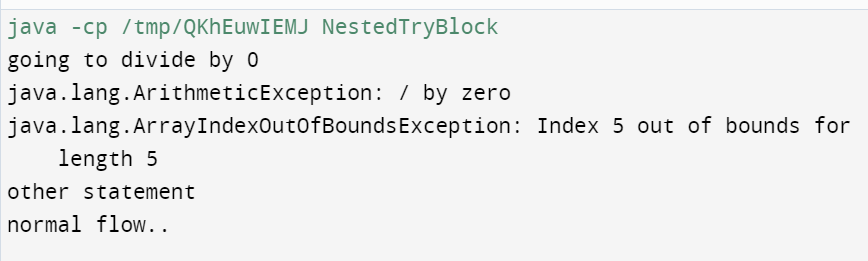 java -cp /tmp/QKhEuwIEMJ NestedTryBlock
going to divide by 0
java.lang.ArithmeticException: / by zero
java.lang.ArrayIndexOutOfBoundsException: Index 5 out of bounds for
length 5
other statement
normal flow..